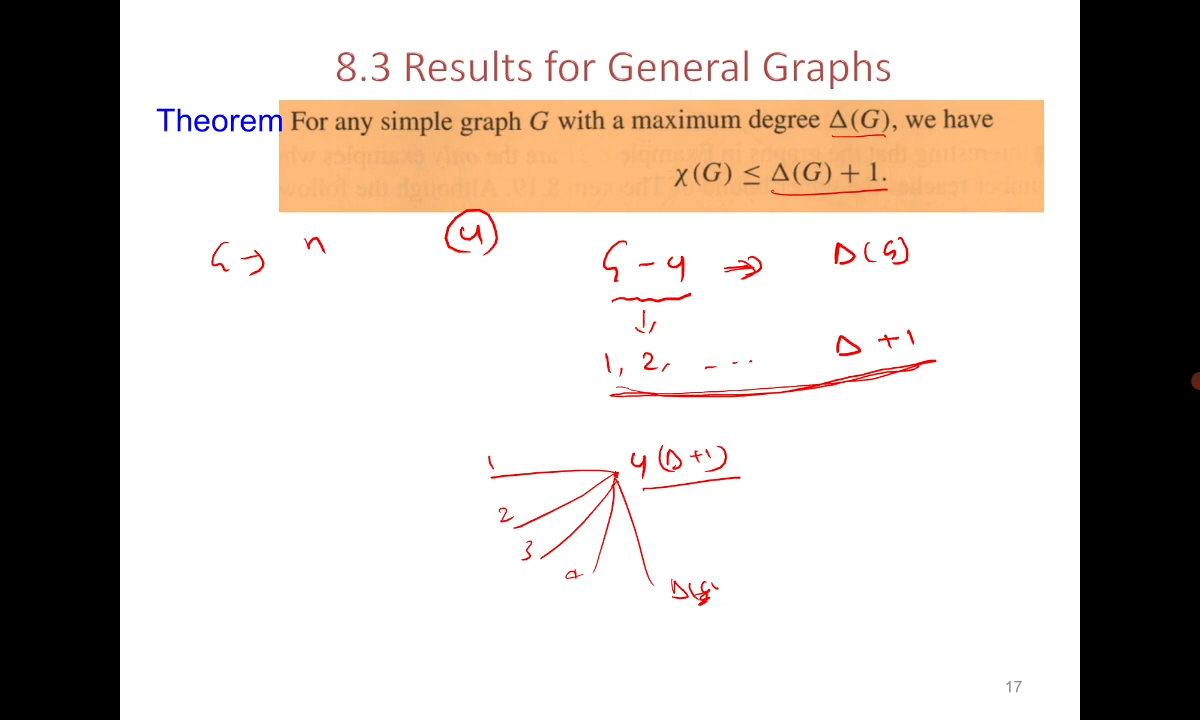 8.3 Results for General Graphs
Theorem For any simple graph G with a maximum degree Δ(G), we have
χ(G) ≤ Δ(G) + 1.
G → n
u
G - u ⇒ Δ(G)
↓
1, 2, - ... Δ + 1
1
u (Δ + 1)
2
3
Δ(G)
17